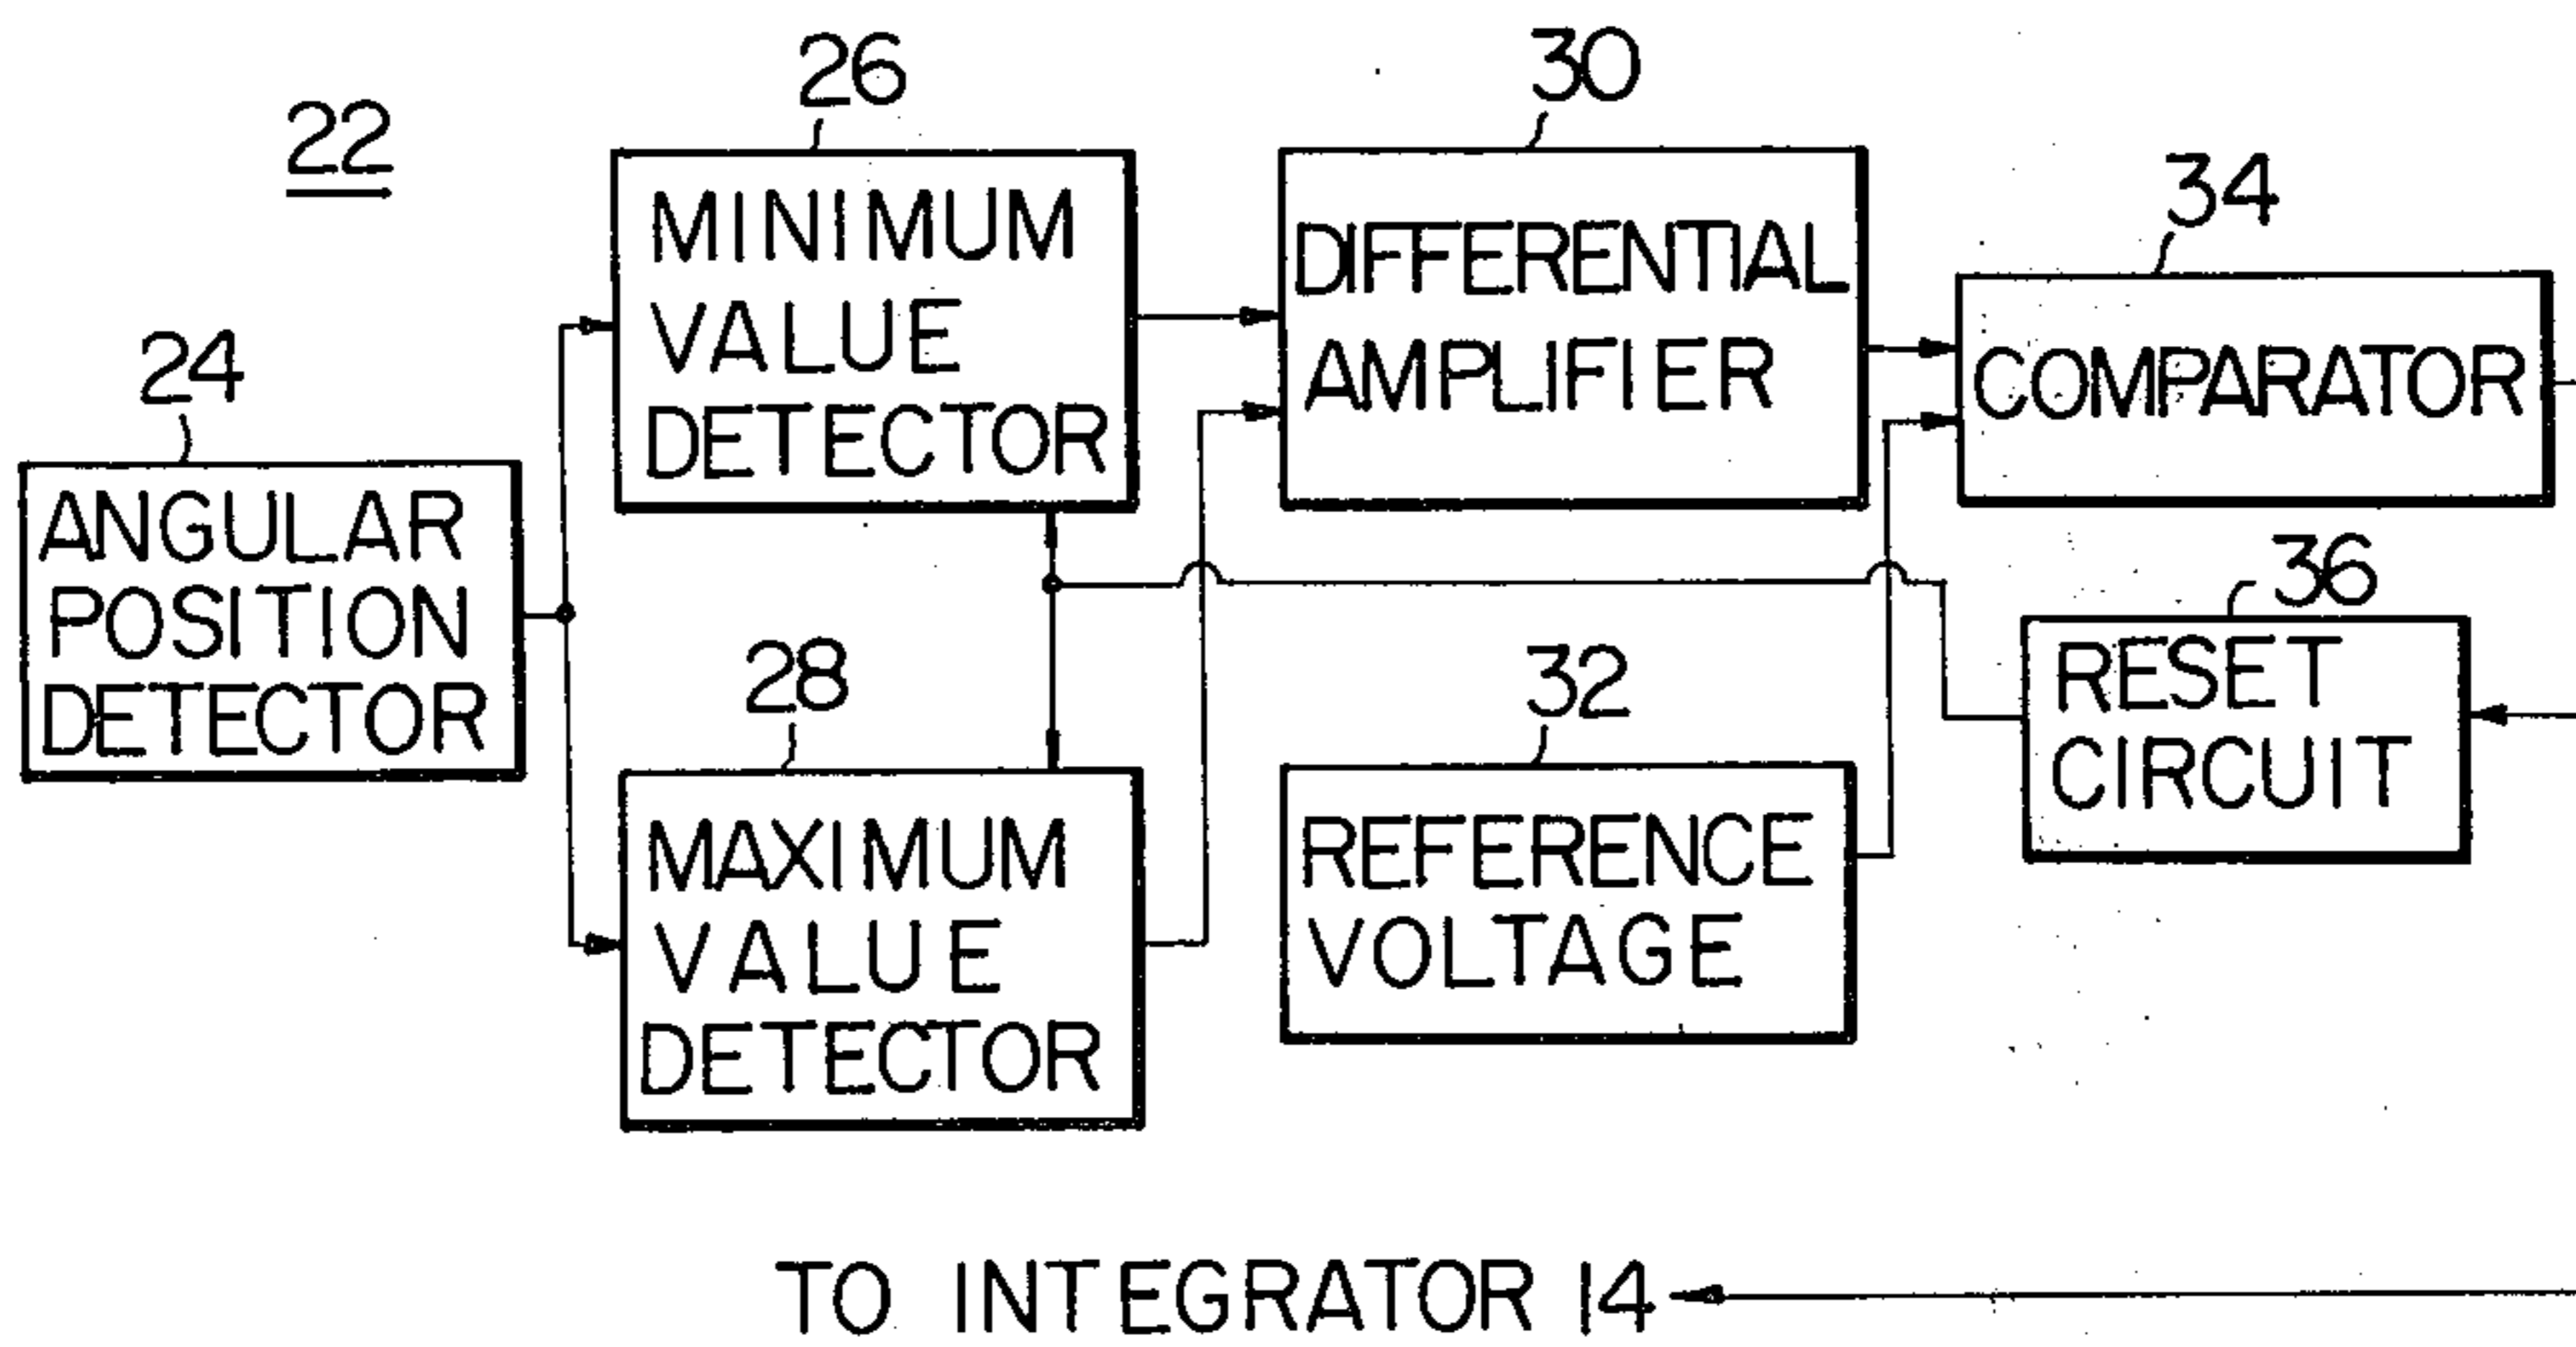 22
24
ANGULAR
POSITION
DETECTOR
26
MINIMUM
VALUE
DETECTOR
28
MAXIMUM
VALUE
DETECTOR
30
DIFFERENTIAL
AMPLIFIER
32
REFERENCE
VOLTAGE
34
COMPARATOR
36
RESET
CIRCUIT
TO INTEGRATOR 14